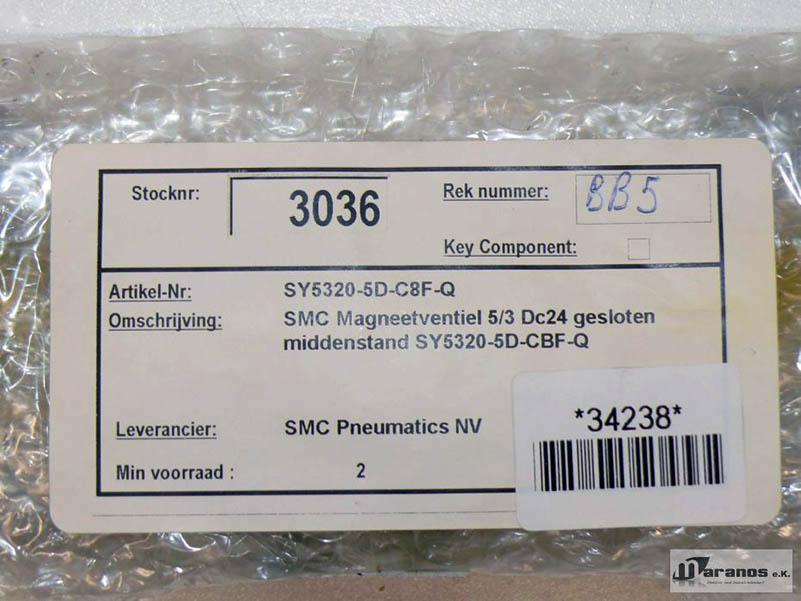 Stocknr: 3036 Rek nummer: BB5
Key Component:
Artikel-Nr: SY5320-5D-C8F-Q
Omschrijving: SMC Magneetventiel 5/3 Dc24 gesloten
middenstand SY5320-5D-CBF-Q
Leverancier: SMC Pneumatics NV
*34238*
Min voorraad : 2
Maranos e.K.